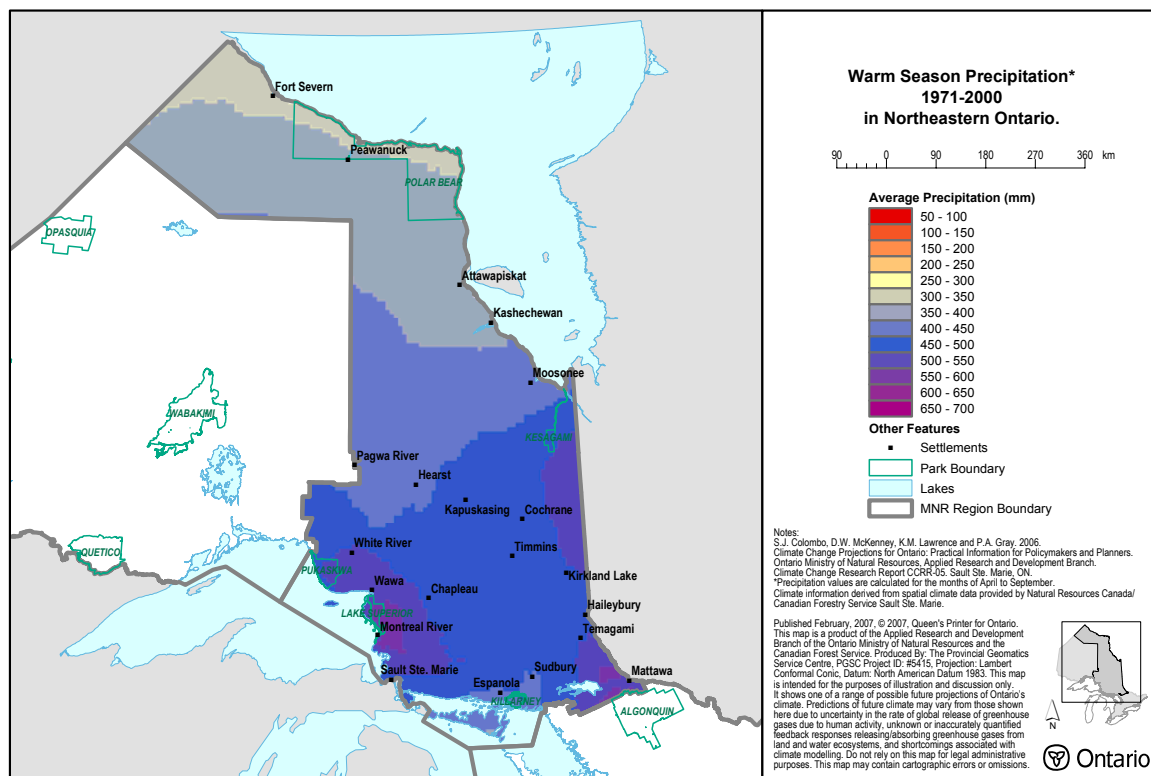 Fort Severn
Peawanuck
POLAR BEAR
OPASQUIA
Attawapiskat
Kashechewan
Moosonee
WABAKIMI
KESAGAMI
Pagwa River
Hearst
Kapuskasing
Cochrane
QUETICO
White River
Timmins
PUKASKWA
Kirkland Lake
Wawa
Chapleau
LAKE SUPERIOR
Haileybury
Montreal River
Temagami
Sault Ste. Marie
Sudbury
Mattawa
Espanola
KILLARNEY
ALGONQUIN
Warm Season Precipitation*
1971-2000
in Northeastern Ontario.
90 0 90 180 270 360 km
Average Precipitation (mm)
50 - 100
100 - 150
150 - 200
200 - 250
250 - 300
300 - 350
350 - 400
400 - 450
450 - 500
500 - 550
550 - 600
600 - 650
650 - 700
Other Features
Settlements
Park Boundary
Lakes
MNR Region Boundary
Notes:
S.J. Colombo, D.W. McKenney, K.M. Lawrence and P.A. Gray. 2006.
Climate Change Projections for Ontario: Practical Information for Policymakers and Planners.
Ontario Ministry of Natural Resources, Applied Research and Development Branch.
Climate Change Research Report CCRR-05. Sault Ste. Marie, ON.
*Precipitation values are calculated for the months of April to September.
Climate information derived from spatial climate data provided by Natural Resources Canada/
Canadian Forestry Service Sault Ste. Marie.
Published February, 2007, © 2007, Queen's Printer for Ontario.
This map is a product of the Applied Research and Development
Branch of the Ontario Ministry of Natural Resources and the
Canadian Forest Service. Produced By: The Provincial Geomatics
Service Centre, PGSC Project ID: #5415, Projection: Lambert
Conformal Conic, Datum: North American Datum 1983. This map
is intended for the purposes of illustration and discussion only.
It shows one of a range of possible future projections of Ontario's
climate. Predictions of future climate may vary from those shown
here due to uncertainty in the rate of global release of greenhouse
gases due to human activity, unknown or inaccurately quantified
feedback responses releasing/absorbing greenhouse gases from
land and water ecosystems, and shortcomings associated with
climate modelling. Do not rely on this map for legal administrative
purposes. This map may contain cartographic errors or omissions.
N
Ontario